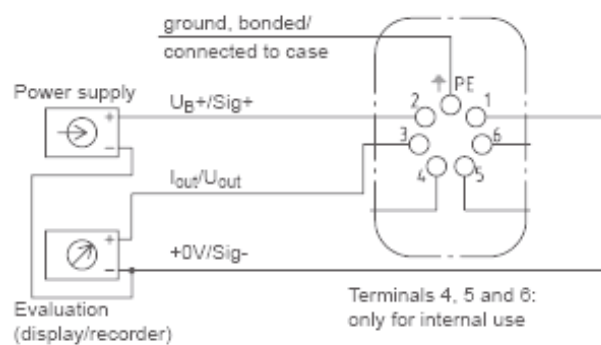 ground, bonded/
connected to case
Power supply
+
-
UB+/Sig+
PE
2
1
3
6
4
5
Iout/Uout
+
-
+0V/Sig-
Evaluation
(display/recorder)
Terminals 4, 5 and 6:
only for internal use